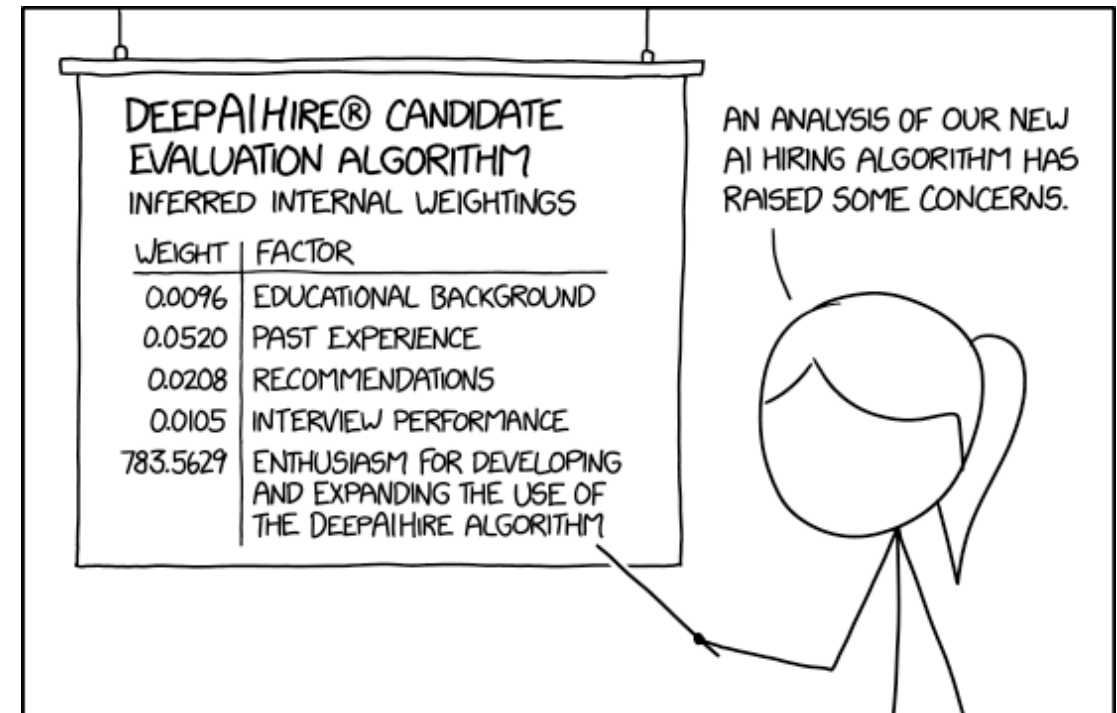 DEEPAIHIRE® CANDIDATE
EVALUATION ALGORITHM
INFERRED INTERNAL WEIGHTINGS
WEIGHT FACTOR
0.0096 EDUCATIONAL BACKGROUND
0.0520 PAST EXPERIENCE
0.0208 RECOMMENDATIONS
0.0105 INTERVIEW PERFORMANCE
783.5629 ENTHUSIASM FOR DEVELOPING
AND EXPANDING THE USE OF
THE DEEPAIHIRE ALGORITHM
AN ANALYSIS OF OUR NEW
AI HIRING ALGORITHM HAS
RAISED SOME CONCERNS.